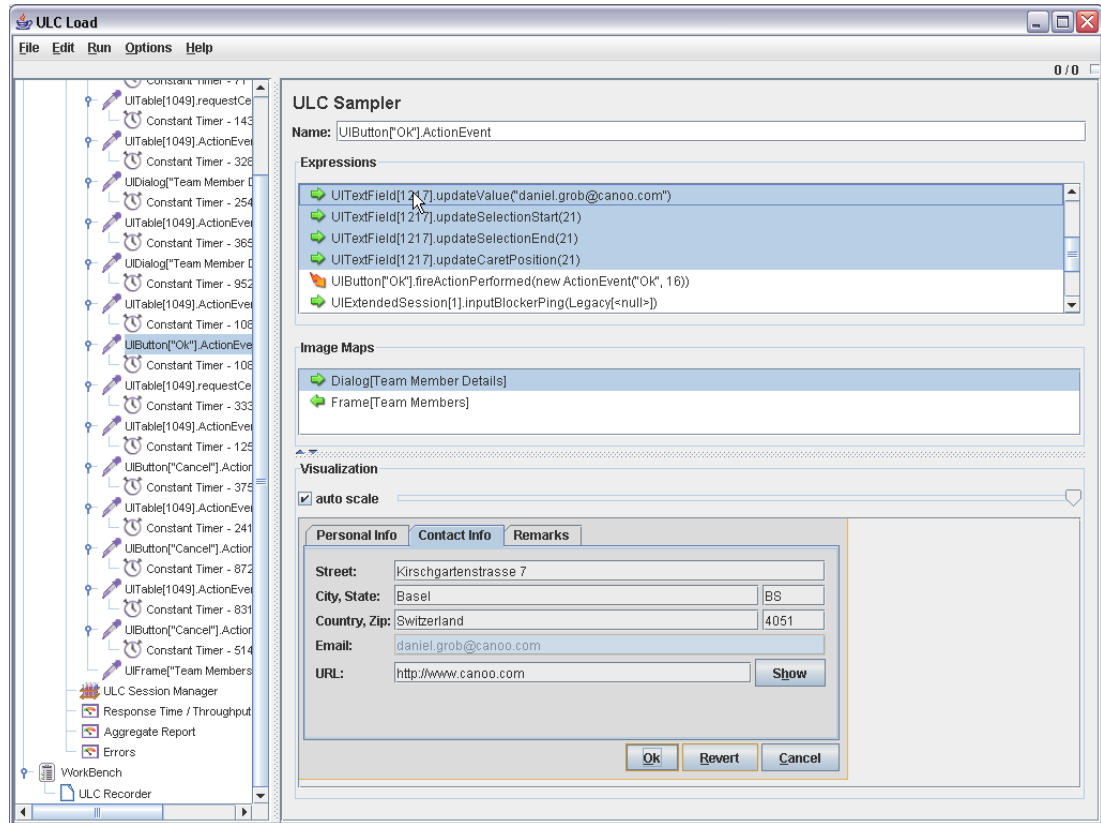 ULC Load
File Edit Run Options Help
0 / 0
Constant Timer - 71
UITable[1049].requestCe
Constant Timer - 143
UITable[1049].ActionEve
Constant Timer - 328
UIDialog["Team Member D
Constant Timer - 254
UITable[1049].ActionEve
Constant Timer - 365
UIDialog["Team Member D
Constant Timer - 952
UITable[1049].ActionEve
Constant Timer - 108
UIButton["Ok"].ActionEve
Constant Timer - 108
UITable[1049].requestCe
Constant Timer - 333
UITable[1049].ActionEve
Constant Timer - 125
UIButton["Cancel"].Action
Constant Timer - 375
UITable[1049].ActionEve
Constant Timer - 241
UIButton["Cancel"].Action
Constant Timer - 872
UITable[1049].ActionEve
Constant Timer - 831
UIButton["Cancel"].Action
Constant Timer - 514
UIFrame["Team Members
ULC Session Manager
Response Time / Throughput
Aggregate Report
Errors
WorkBench
ULC Recorder
ULC Sampler
Name: UIButton["Ok"].ActionEvent
Expressions
UITextField[1217].updateValue("daniel.grob@canoo.com")
UITextField[1217].updateSelectionStart(21)
UITextField[1217].updateSelectionEnd(21)
UITextField[1217].updateCaretPosition(21)
UIButton["Ok"].fireActionPerformed(new ActionEvent("Ok", 16))
UIExtendedSession[1].inputBlockerPing(Legacy[<null>])
Image Maps
Dialog[Team Member Details]
Frame[Team Members]
Visualization
auto scale
Personal Info Contact Info Remarks
Street: Kirschgartenstrasse 7
City, State: Basel BS
Country, Zip: Switzerland 4051
Email: daniel.grob@canoo.com
URL: http://www.canoo.com Show
Ok Revert Cancel